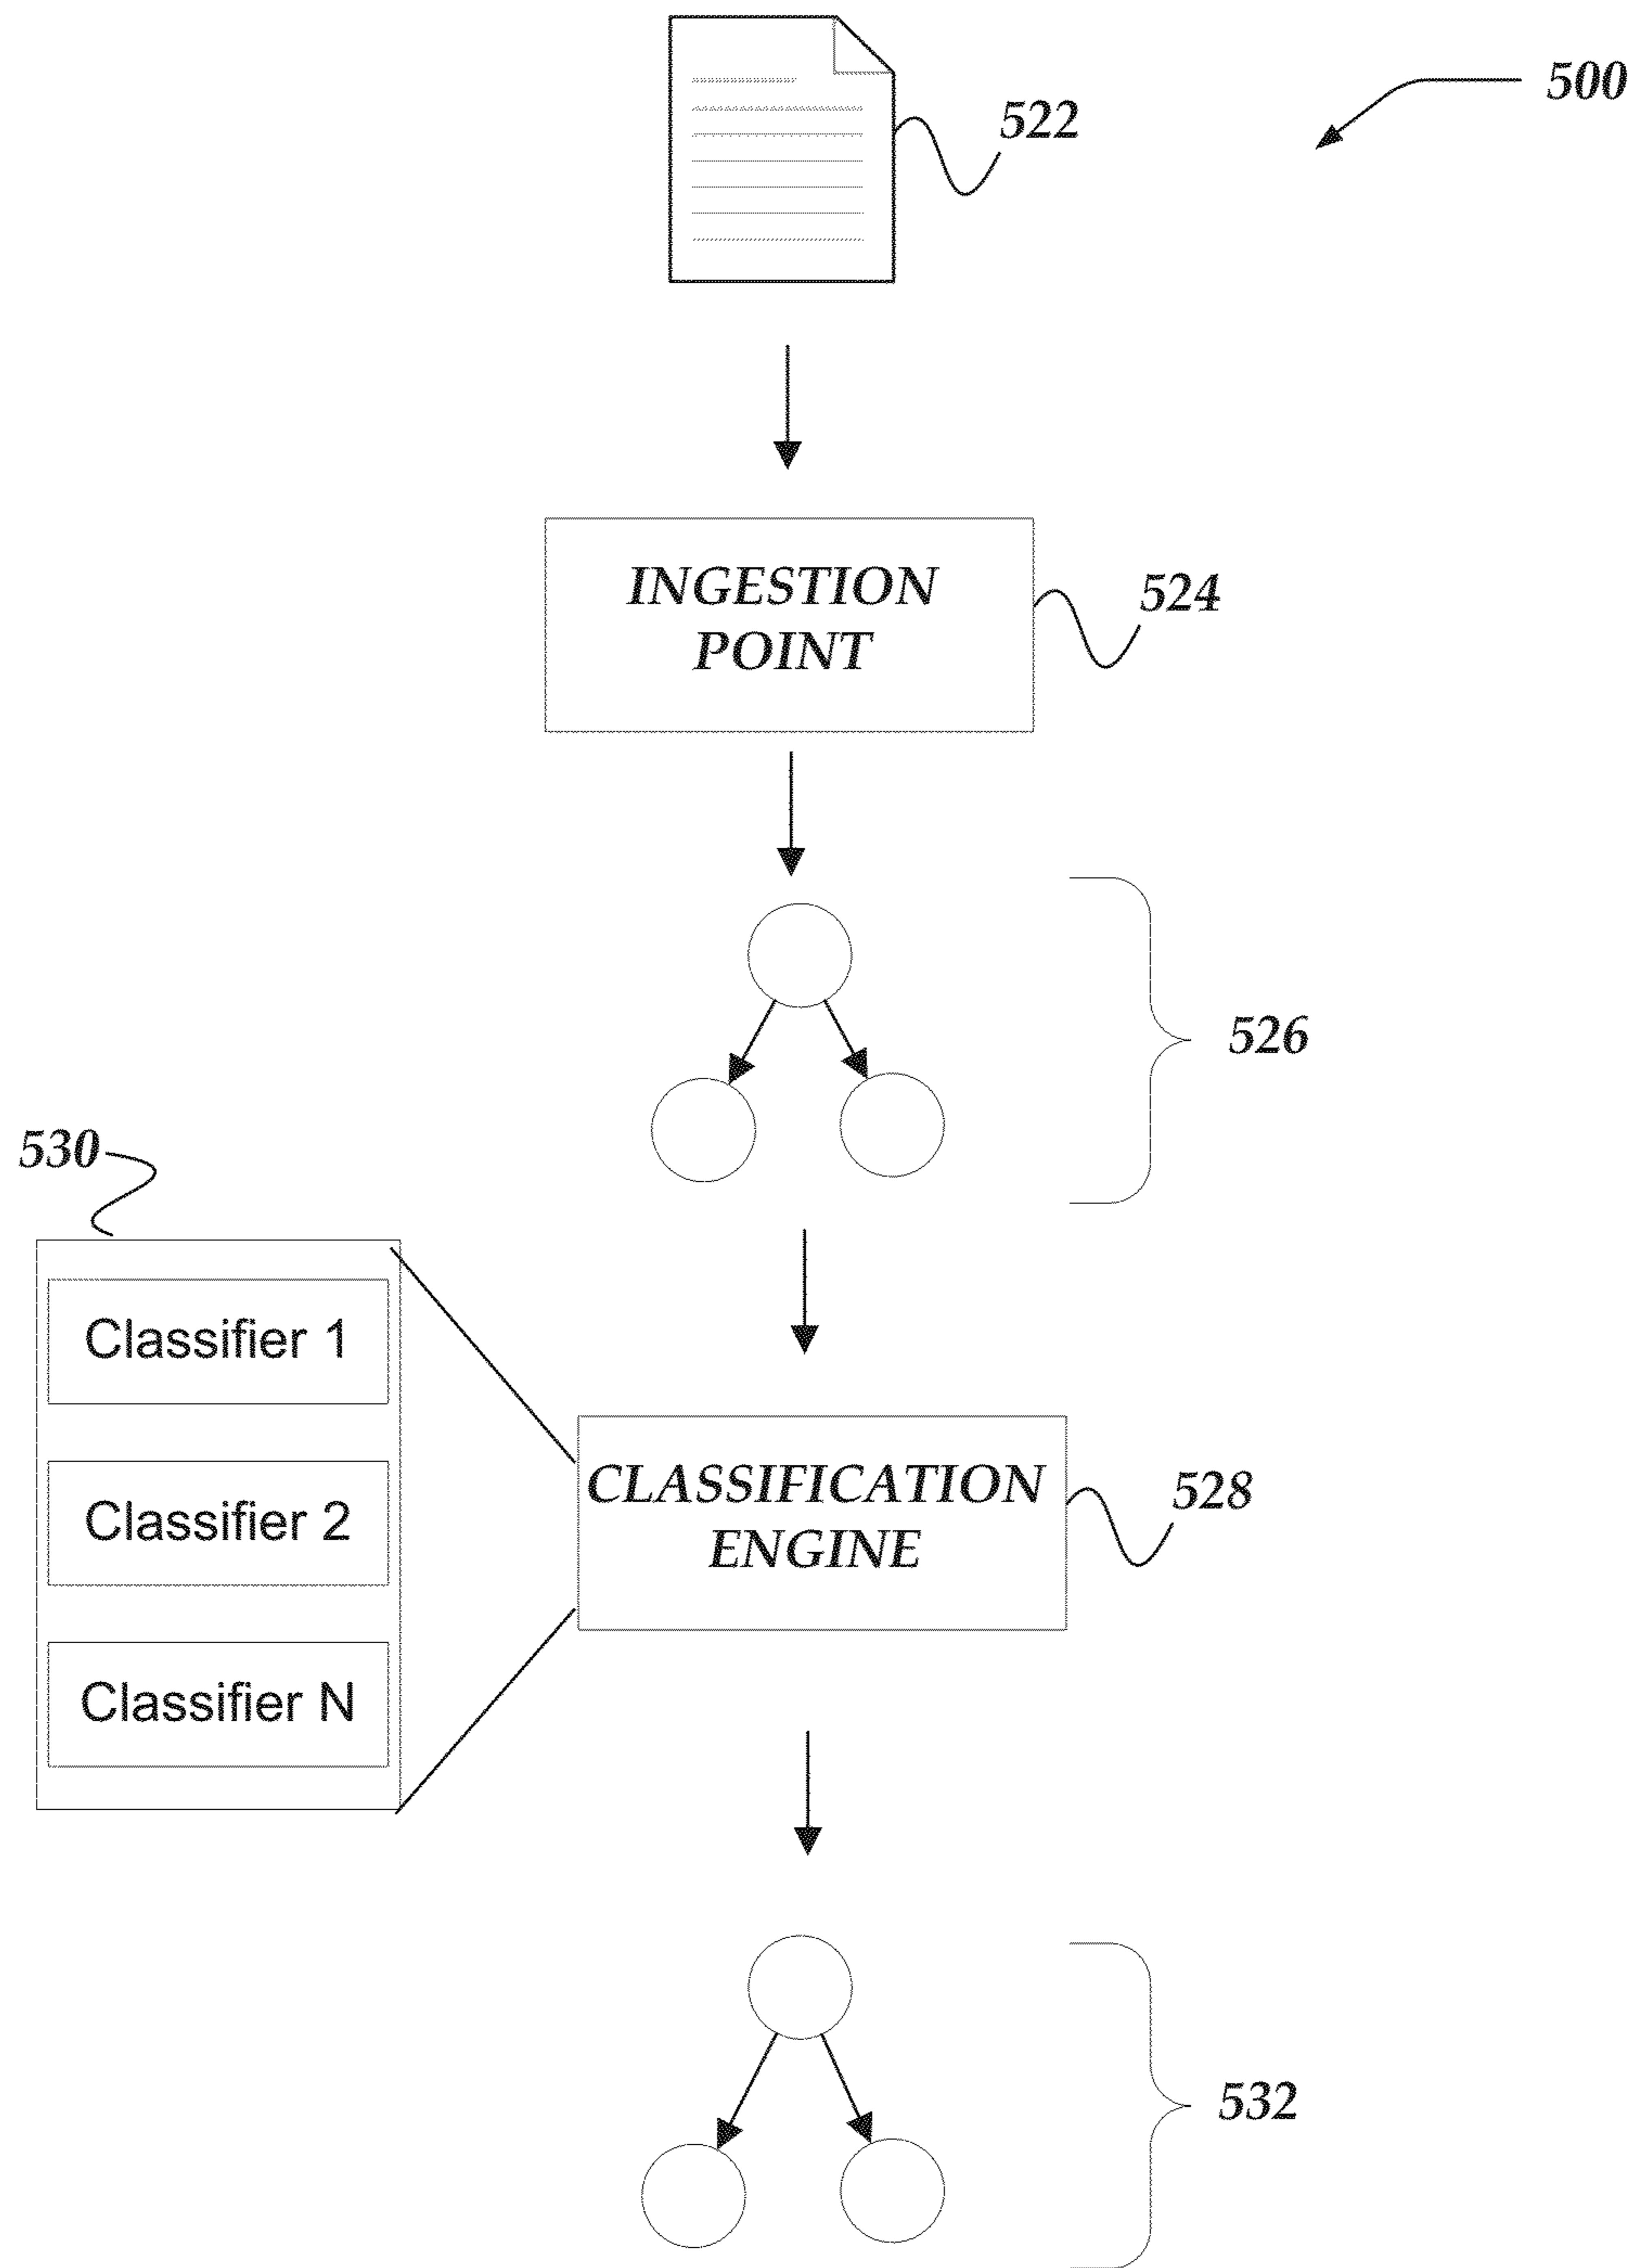 500
522
INGESTION
POINT
524
526
530
Classifier 1
Classifier 2
Classifier N
CLASSIFICATION
ENGINE
528
532